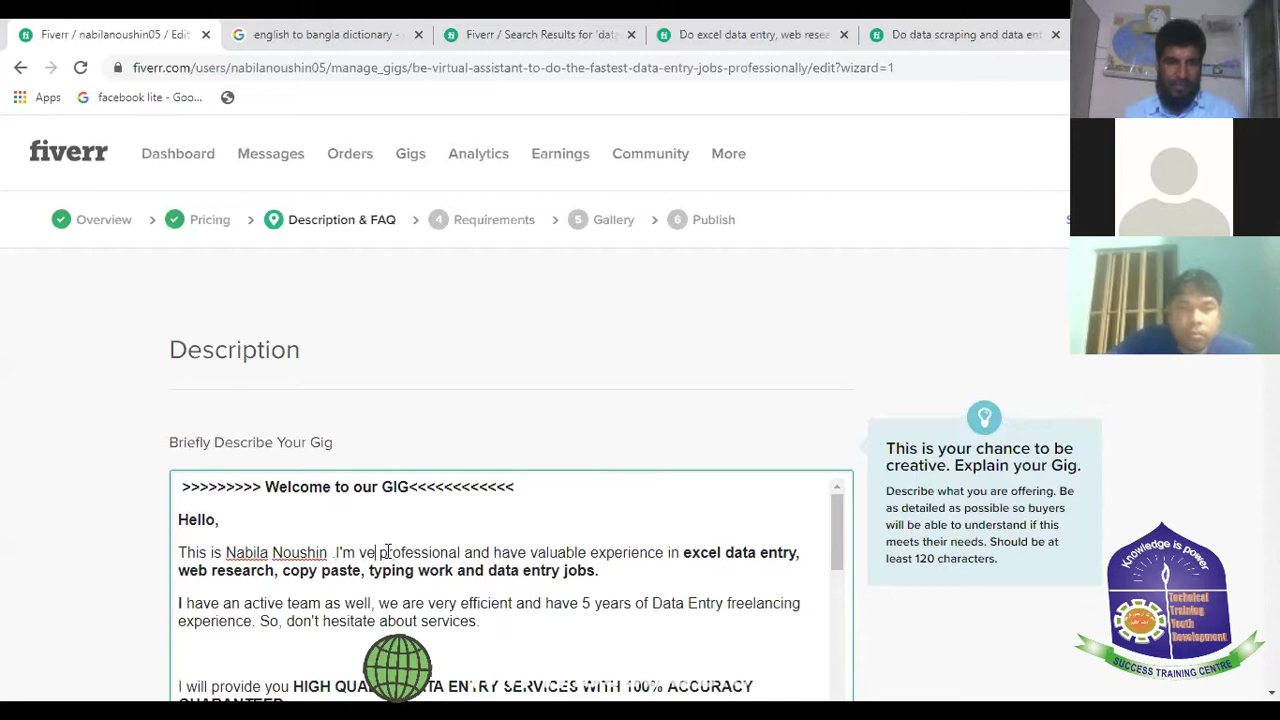 Fiverr / nabilanoushin05 / Edit
english to bangla dictionary -
Fiverr / Search Results for 'data
Do excel data entry, web resea
Do data scraping and data ent
fiverr.com/users/nabilanoushin05/manage_gigs/be-virtual-assistant-to-do-the-fastest-data-entry-jobs-professionally/edit?wizard=1
Apps facebook lite - Goo...
fiverr Dashboard Messages Orders Gigs Analytics Earnings Community More
Overview Pricing Description & FAQ 4 Requirements 5 Gallery 6 Publish
Description
Briefly Describe Your Gig
>>>>>>>>> Welcome to our GIG<<<<<<<<<<<<
Hello,
This is Nabila Noushin .I'm ve professional and have valuable experience in excel data entry,
web research, copy paste, typing work and data entry jobs.
I have an active team as well, we are very efficient and have 5 years of Data Entry freelancing
experience. So, don't hesitate about services.
I will provide you HIGH QUAL ATA ENTRY SERVICES WITH 100% ACCURACY
This is your chance to be
creative. Explain your Gig.
Describe what you are offering. Be
as detailed as possible so buyers
will be able to understand if this
meets their needs. Should be
at least 120 characters.
Knowledge is power
Technical
Training
Youth
Development
SUCCESS TRAINING CENTRE